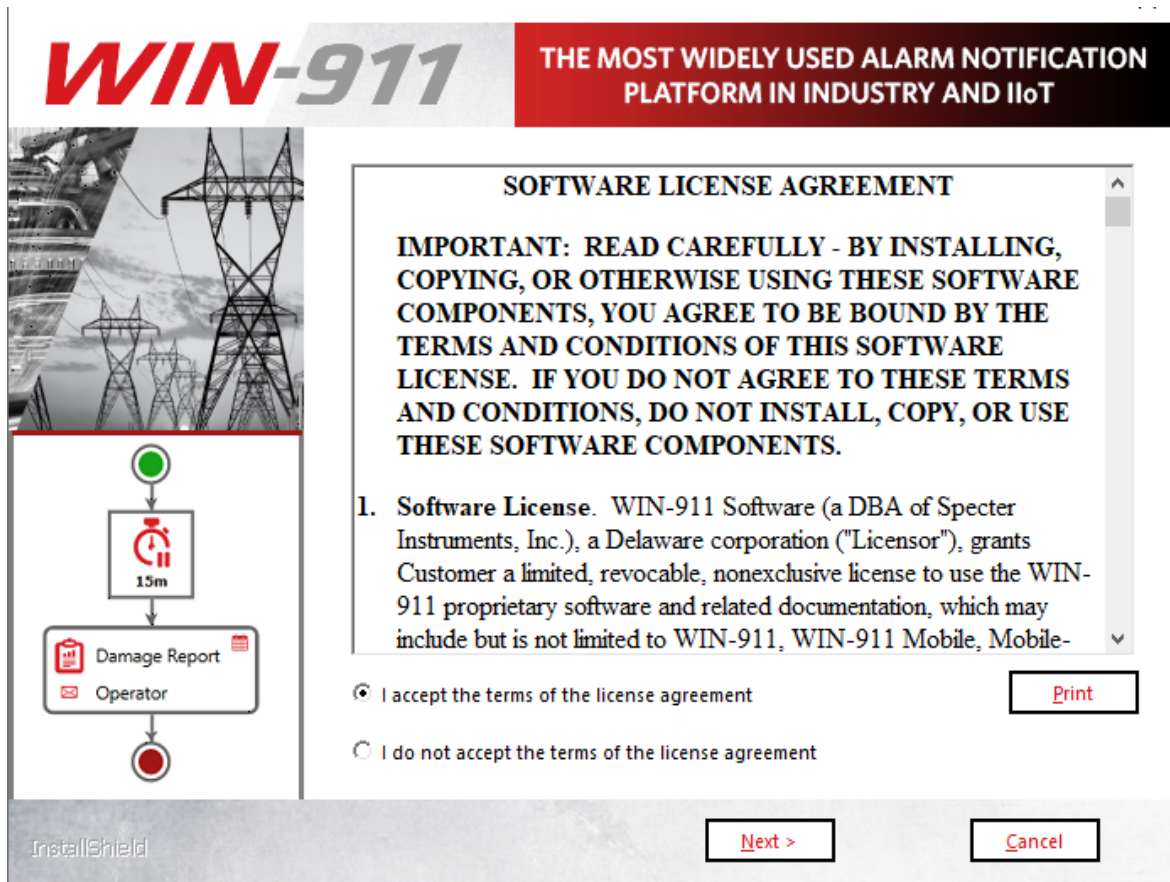 WIN-911
THE MOST WIDELY USED ALARM NOTIFICATION
PLATFORM IN INDUSTRY AND IIoT
SOFTWARE LICENSE AGREEMENT
IMPORTANT: READ CAREFULLY - BY INSTALLING,
COPYING, OR OTHERWISE USING THESE SOFTWARE
COMPONENTS, YOU AGREE TO BE BOUND BY THE
TERMS AND CONDITIONS OF THIS SOFTWARE
LICENSE. IF YOU DO NOT AGREE TO THESE TERMS
AND CONDITIONS, DO NOT INSTALL, COPY, OR USE
THESE SOFTWARE COMPONENTS.
1. Software License. WIN-911 Software (a DBA of Specter
Instruments, Inc.), a Delaware corporation ("Licensor"), grants
Customer a limited, revocable, nonexclusive license to use the WIN-
911 proprietary software and related documentation, which may
include but is not limited to WIN-911, WIN-911 Mobile, Mobile-
15m
Damage Report
Operator
I accept the terms of the license agreement
Print
I do not accept the terms of the license agreement
InstallShield
Next >
Cancel